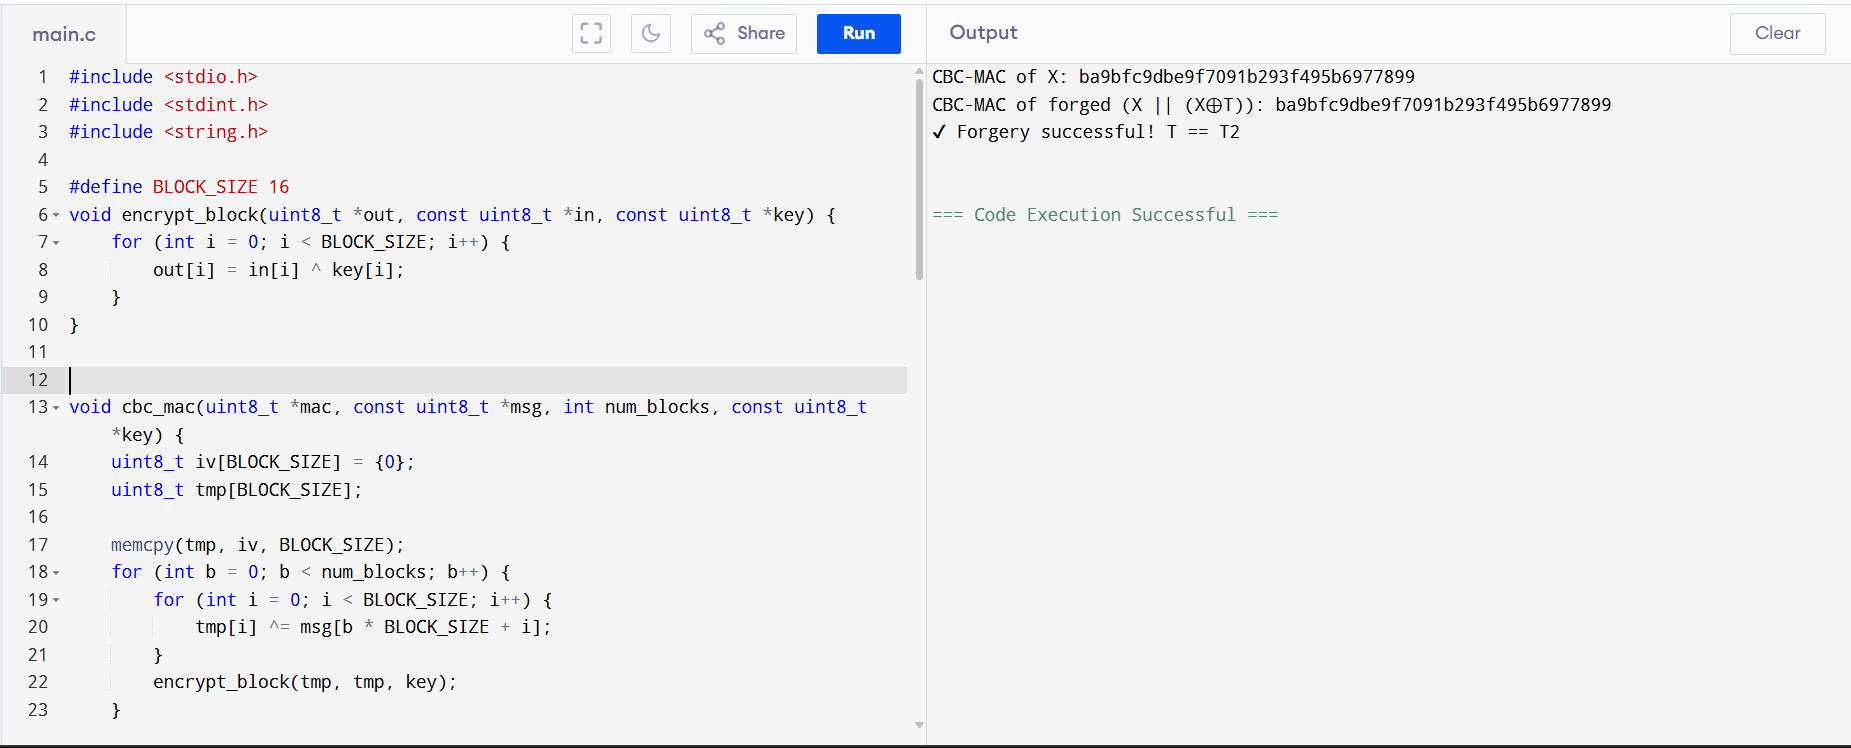 main.c
Share
Run
Output
Clear
1 #include <stdio.h>
2 #include <stdint.h>
3 #include <string.h>
4
5 #define BLOCK_SIZE 16
6 void encrypt_block(uint8_t *out, const uint8_t *in, const uint8_t *key) {
7     for (int i = 0; i < BLOCK_SIZE; i++) {
8         out[i] = in[i] ^ key[i];
9     }
10 }
11
12
13 void cbc_mac(uint8_t *mac, const uint8_t *msg, int num_blocks, const uint8_t
*key) {
14     uint8_t iv[BLOCK_SIZE] = {0};
15     uint8_t tmp[BLOCK_SIZE];
16
17     memcpy(tmp, iv, BLOCK_SIZE);
18     for (int b = 0; b < num_blocks; b++) {
19         for (int i = 0; i < BLOCK_SIZE; i++) {
20             tmp[i] ^= msg[b * BLOCK_SIZE + i];
21         }
22         encrypt_block(tmp, tmp, key);
23     }
CBC-MAC of X: ba9bfc9dbe9f7091b293f495b6977899
CBC-MAC of forged (X || (X⊕T)): ba9bfc9dbe9f7091b293f495b6977899
✔ Forgery successful! T == T2
=== Code Execution Successful ===